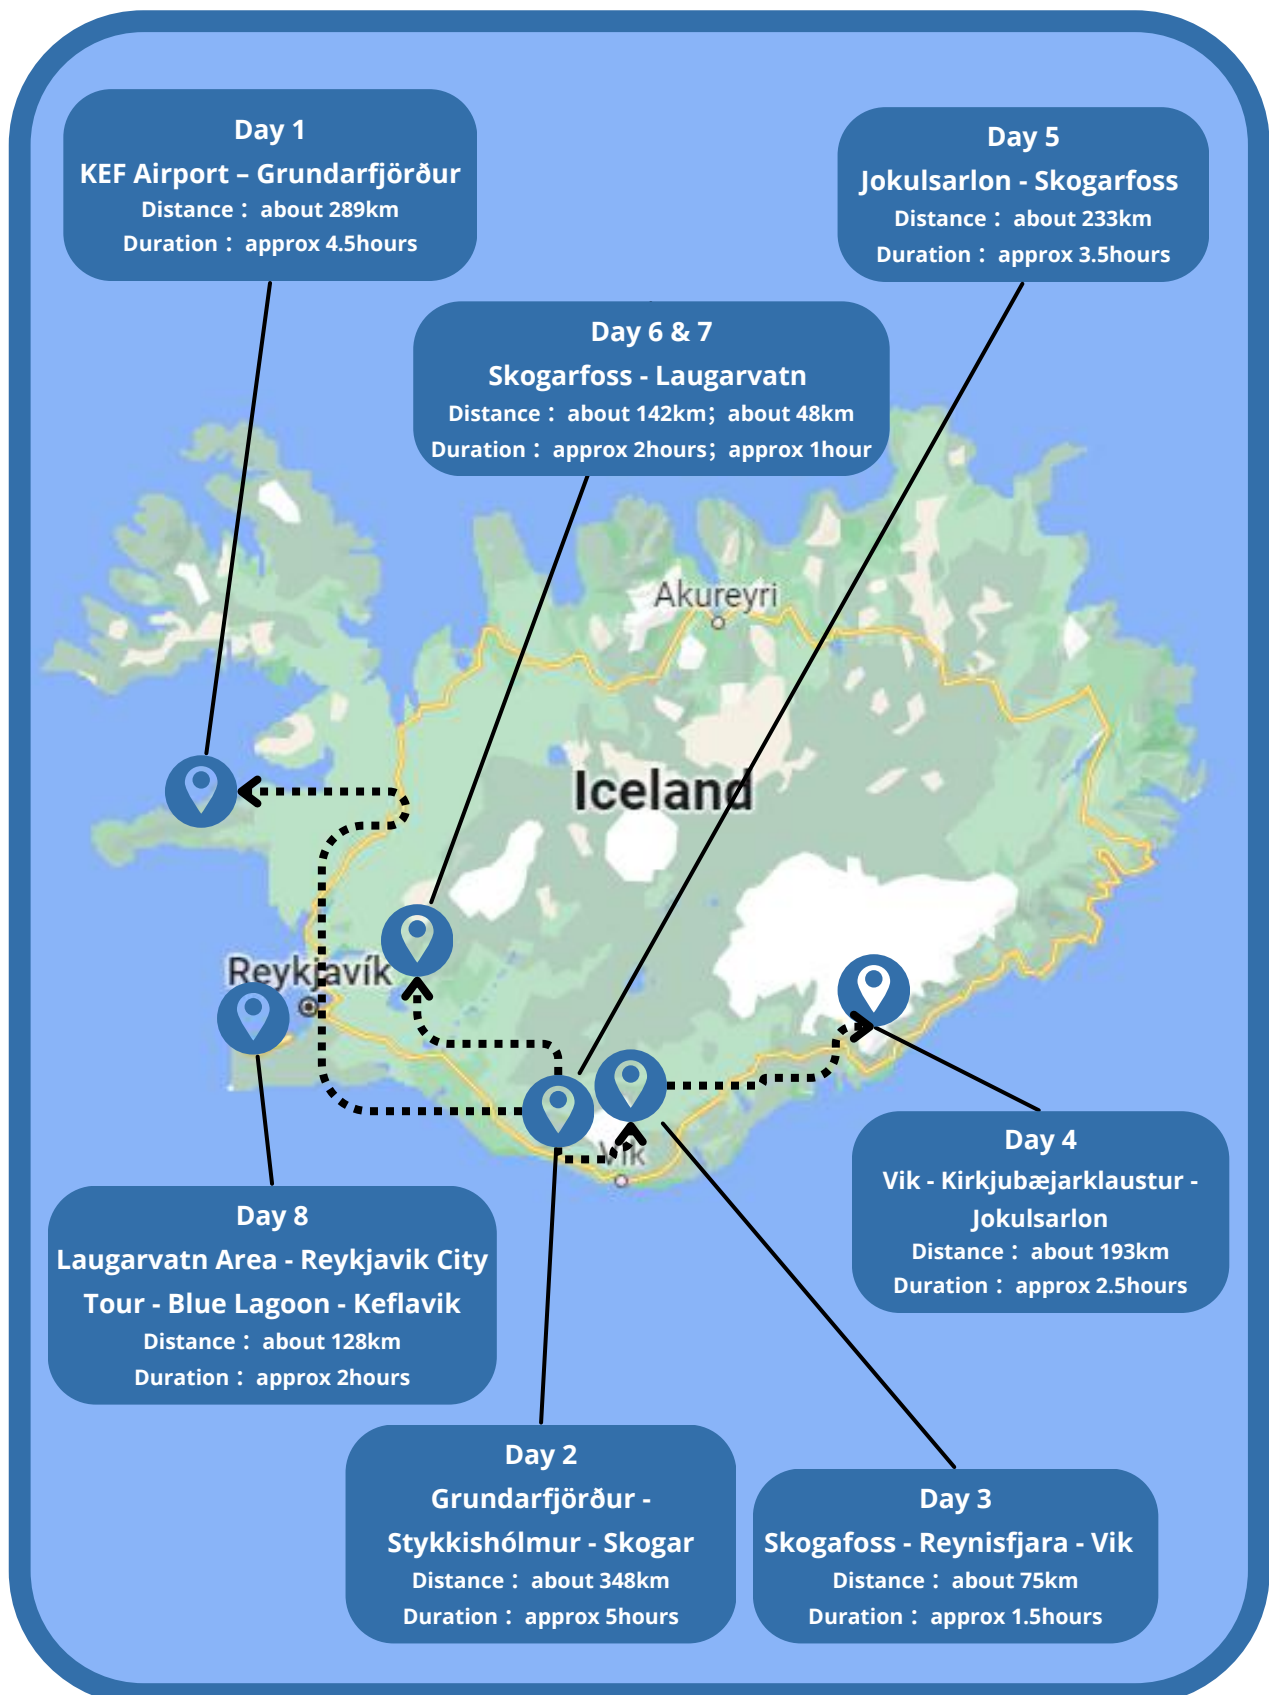 Day 1
KEF Airport – Grundarfjörður
Distance： about 289km
Duration： approx 4.5hours
Day 5
Jokulsarlon - Skogarfoss
Distance： about 233km
Duration： approx 3.5hours
Day 6 & 7
Skogarfoss - Laugarvatn
Distance： about 142km；about 48km
Duration： approx 2hours；approx 1hour
Akureyri
Iceland
Reykjavík
Vik
Day 4
Vik - Kirkjubæjarklaustur -
Jokulsarlon
Distance： about 193km
Duration： approx 2.5hours
Day 8
Laugarvatn Area - Reykjavik City
Tour - Blue Lagoon - Keflavik
Distance： about 128km
Duration： approx 2hours
Day 2
Grundarfjörður -
Stykkishólmur - Skogar
Distance： about 348km
Duration： approx 5hours
Day 3
Skogafoss - Reynisfjara - Vik
Distance： about 75km
Duration： approx 1.5hours